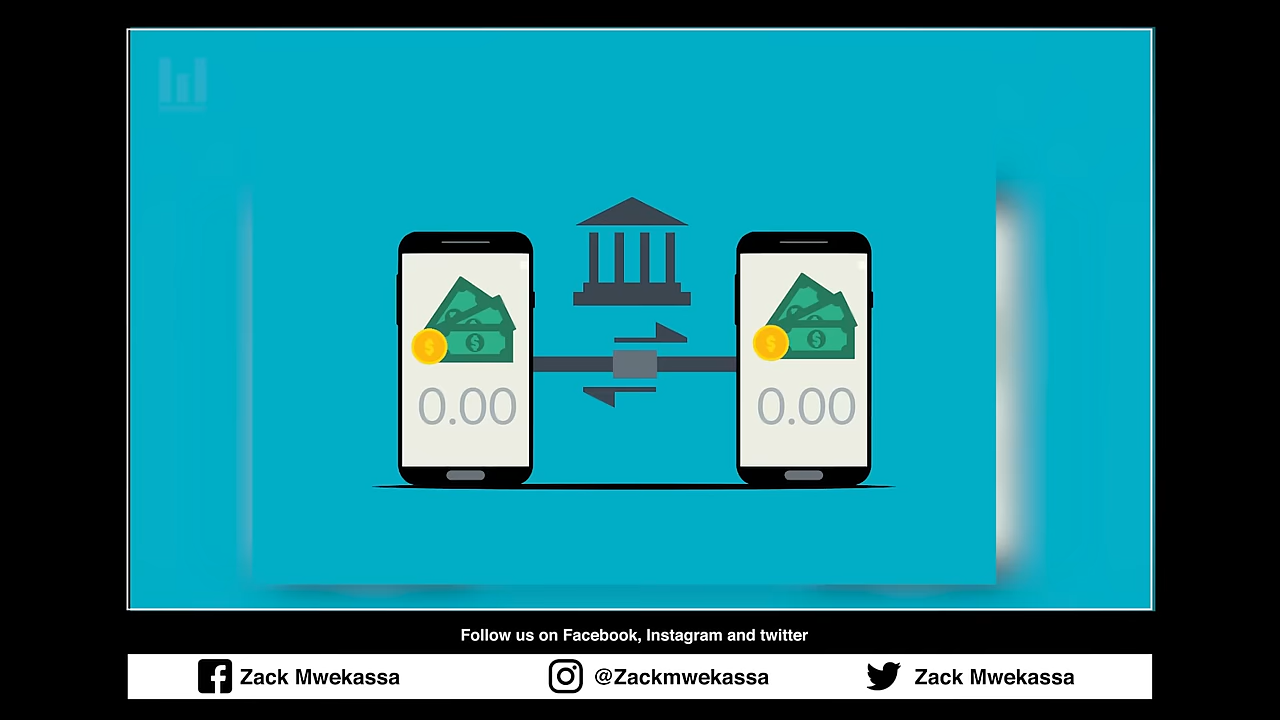 0.00
0.00
Follow us on Facebook, Instagram and twitter
Zack Mwekassa
@Zackmwekassa
Zack Mwekassa